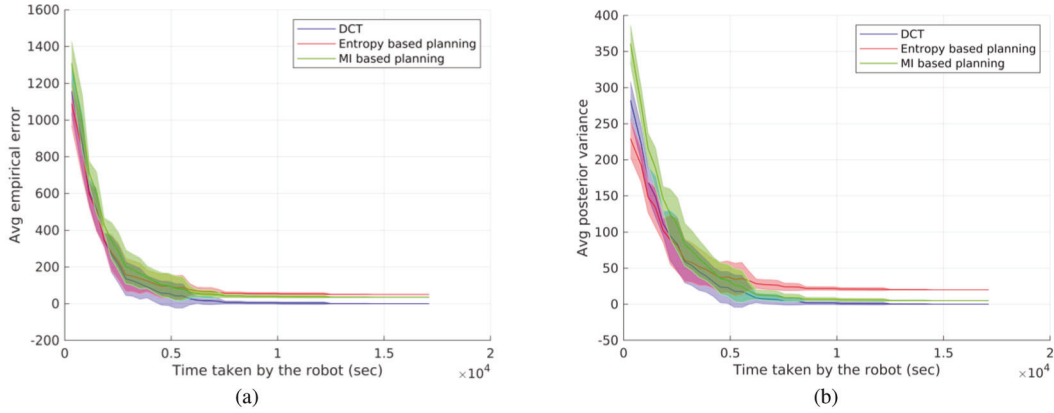 1600
1400
1200
1000
800
600
400
200
0
-200
Avg empirical error
DCT
Entropy based planning
MI based planning
0 0.5 1 1.5 2
Time taken by the robot (sec)
×10^4
(a)
400
350
300
250
200
150
100
50
0
-50
Avg posterior variance
DCT
Entropy based planning
MI based planning
0 0.5 1 1.5 2
Time taken by the robot (sec)
×10^4
(b)